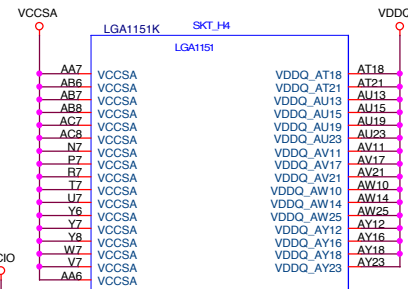 VCCSA VDDQ
LGA1151K SKT_H4
LGA1151
AA7 VCCSA VDDQ_AT18 AT18
AB6 VCCSA VDDQ_AT21 AT21
AB7 VCCSA VDDQ_AU13 AU13
AB8 VCCSA VDDQ_AU15 AU15
AC7 VCCSA VDDQ_AU19 AU19
AC8 VCCSA VDDQ_AU23 AU23
N7 VCCSA VDDQ_AV11 AV11
P7 VCCSA VDDQ_AV17 AV17
R7 VCCSA VDDQ_AV21 AV21
T7 VCCSA VDDQ_AW10 AW10
U7 VCCSA VDDQ_AW14 AW14
Y6 VCCSA VDDQ_AW25 AW25
Y7 VCCSA VDDQ_AY12 AY12
Y8 VCCSA VDDQ_AY16 AY16
W7 VCCSA VDDQ_AY18 AY18
V7 VCCSA VDDQ_AY23 AY23
AA6 VCCSA
CIO